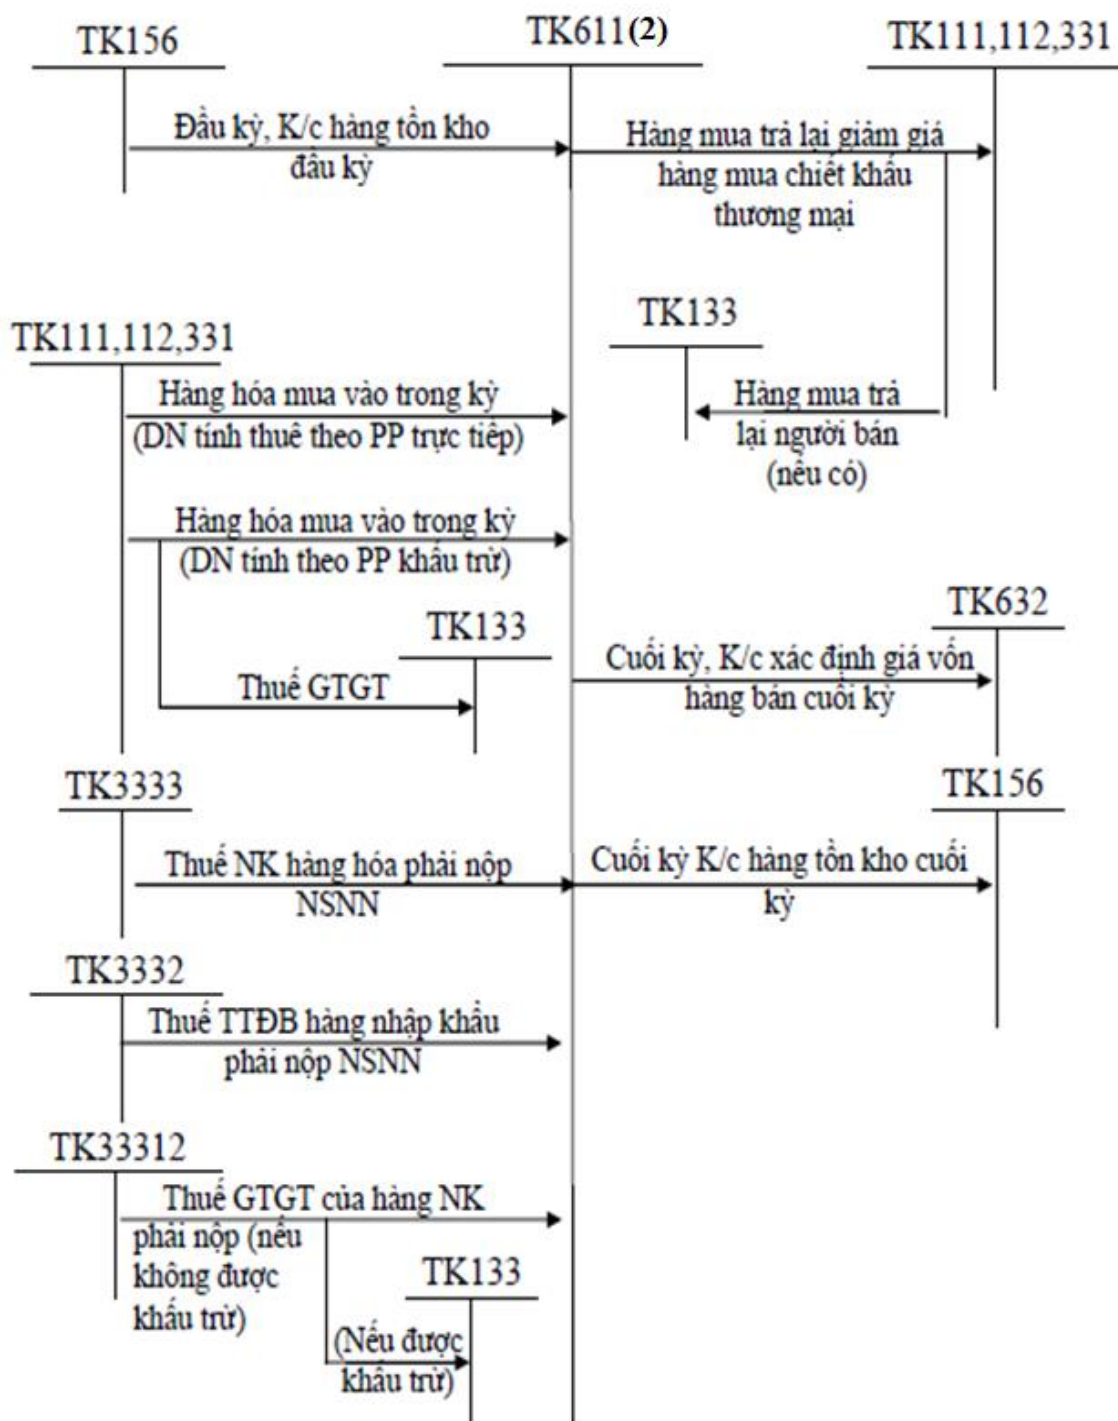 TK156
TK611(2)
TK111,112,331
Đầu kỳ, K/c hàng tồn kho
đầu kỳ
Hàng mua trả lại giảm giá
hàng mua chiết khấu
thương mại
TK133
Hàng mua trả
lại người bán
(nếu có)
TK111,112,331
Hàng hóa mua vào trong kỳ
(DN tính thuê theo PP trực tiếp)
Hàng hóa mua vào trong kỳ
(DN tính theo PP khấu trừ)
TK133
Thuế GTGT
TK632
Cuối kỳ, K/c xác định giá vốn
hàng bán cuối kỳ
TK3333
TK156
Thuế NK hàng hóa phải nộp
NSNN
Cuối kỳ K/c hàng tồn kho cuối
kỳ
TK3332
Thuế TTĐB hàng nhập khẩu
phải nộp NSNN
TK33312
Thuế GTGT của hàng NK
phải nộp (nếu
không được
khấu trừ)
TK133
(Nếu được
khấu trừ)